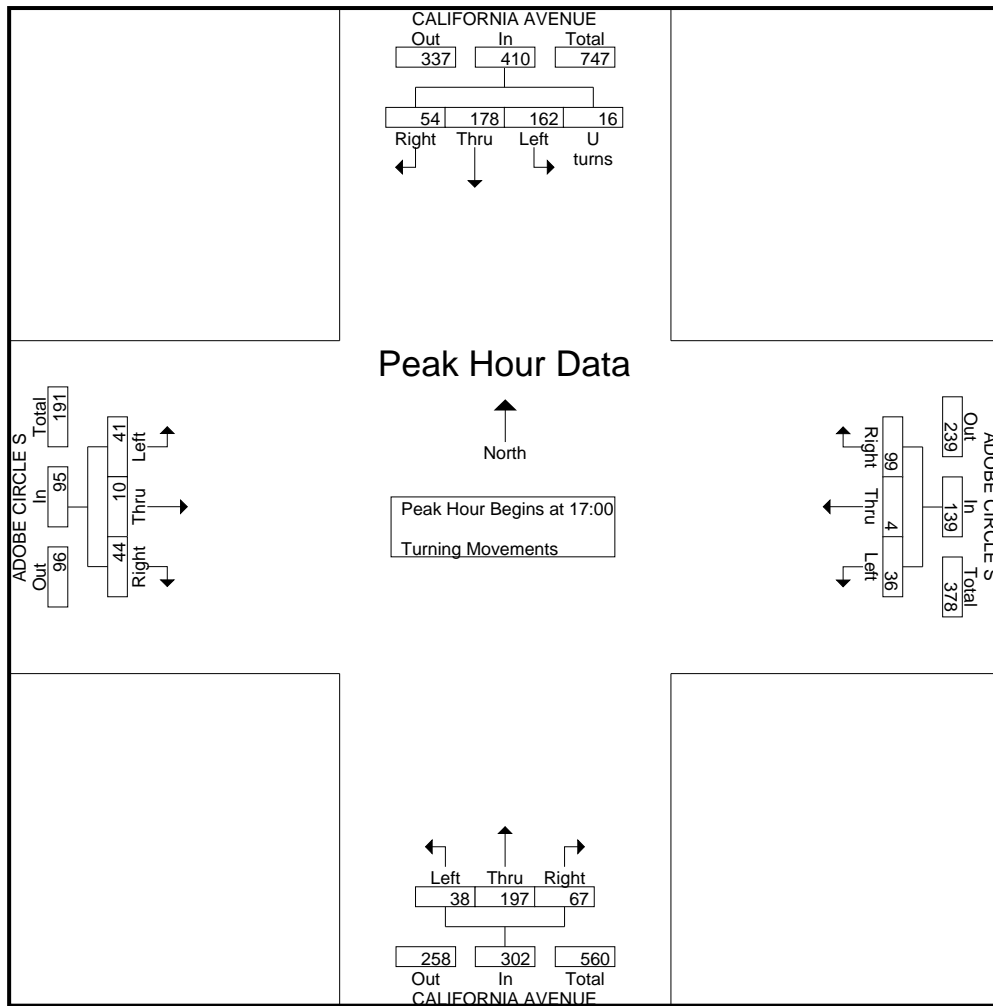 CALIFORNIA AVENUE
Out In Total
337 410 747
54 178 162 16
Right Thru Left U
turns
Peak Hour Data
North
Peak Hour Begins at 17:00
Turning Movements
ADOBE CIRCLE S
Out In Total
96 95 191
Right Thru Left
44 10 41
ADOBE CIRCLE S
Out In Total
239 139 378
Right Thru Left
99 4 36
Left Thru Right
38 197 67
258 302 560
Out In Total
CALIFORNIA AVENUE